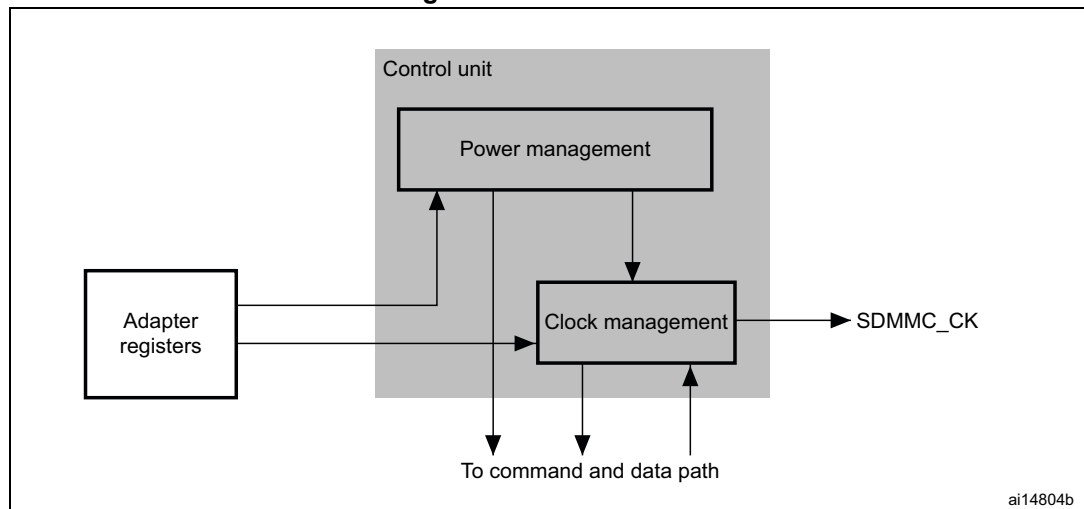 Control unit
Power management
Adapter
registers
Clock management
SDMMC_CK
To command and data path
ai14804b